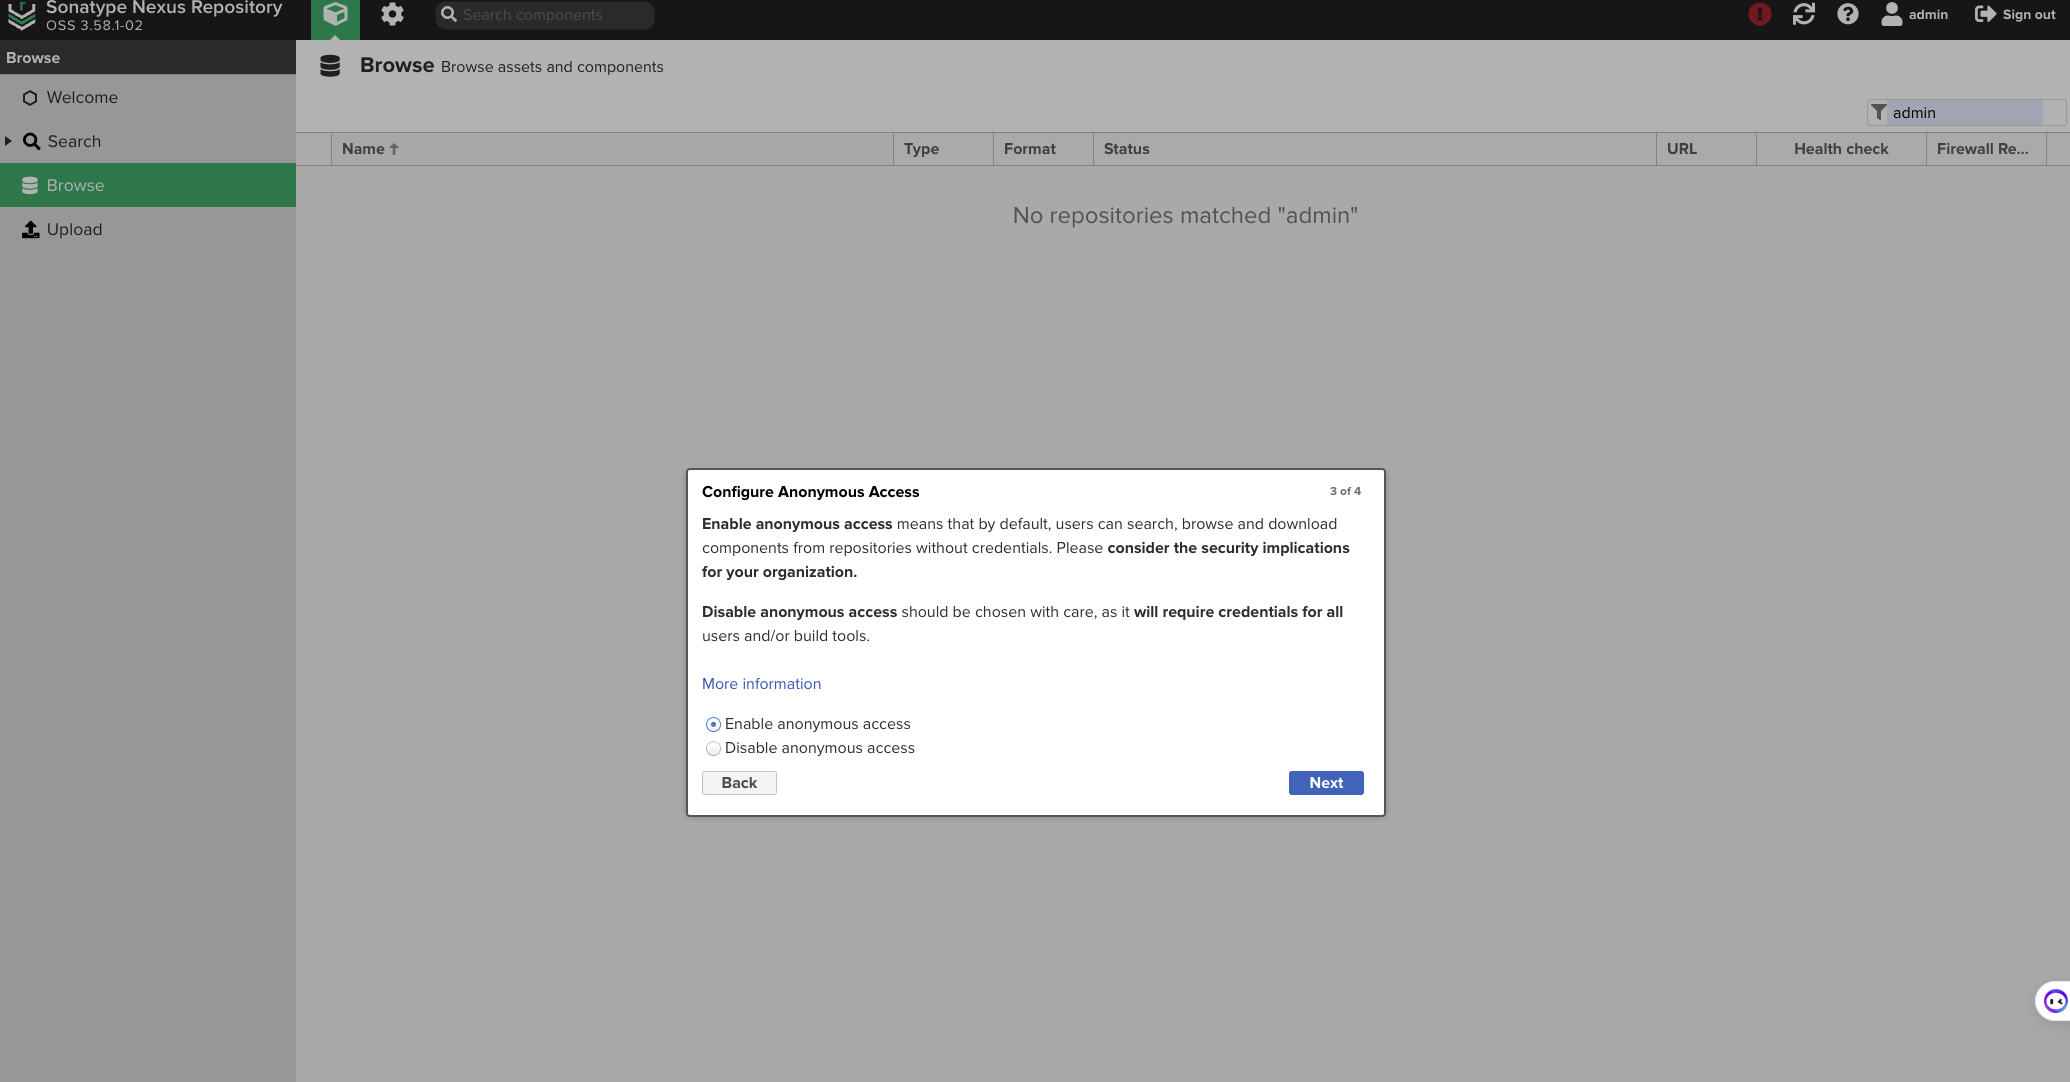 Sonatype Nexus Repository
OSS 3.58.1-02
Search components
admin
Sign out
Browse
Welcome
Search
Browse
Upload
Browse Browse assets and components
admin
Name Type Format Status URL Health check Firewall Re...
No repositories matched "admin"
Configure Anonymous Access 3 of 4
Enable anonymous access means that by default, users can search, browse and download
components from repositories without credentials. Please consider the security implications
for your organization.
Disable anonymous access should be chosen with care, as it will require credentials for all
users and/or build tools.
More information
Enable anonymous access
Disable anonymous access
Back Next